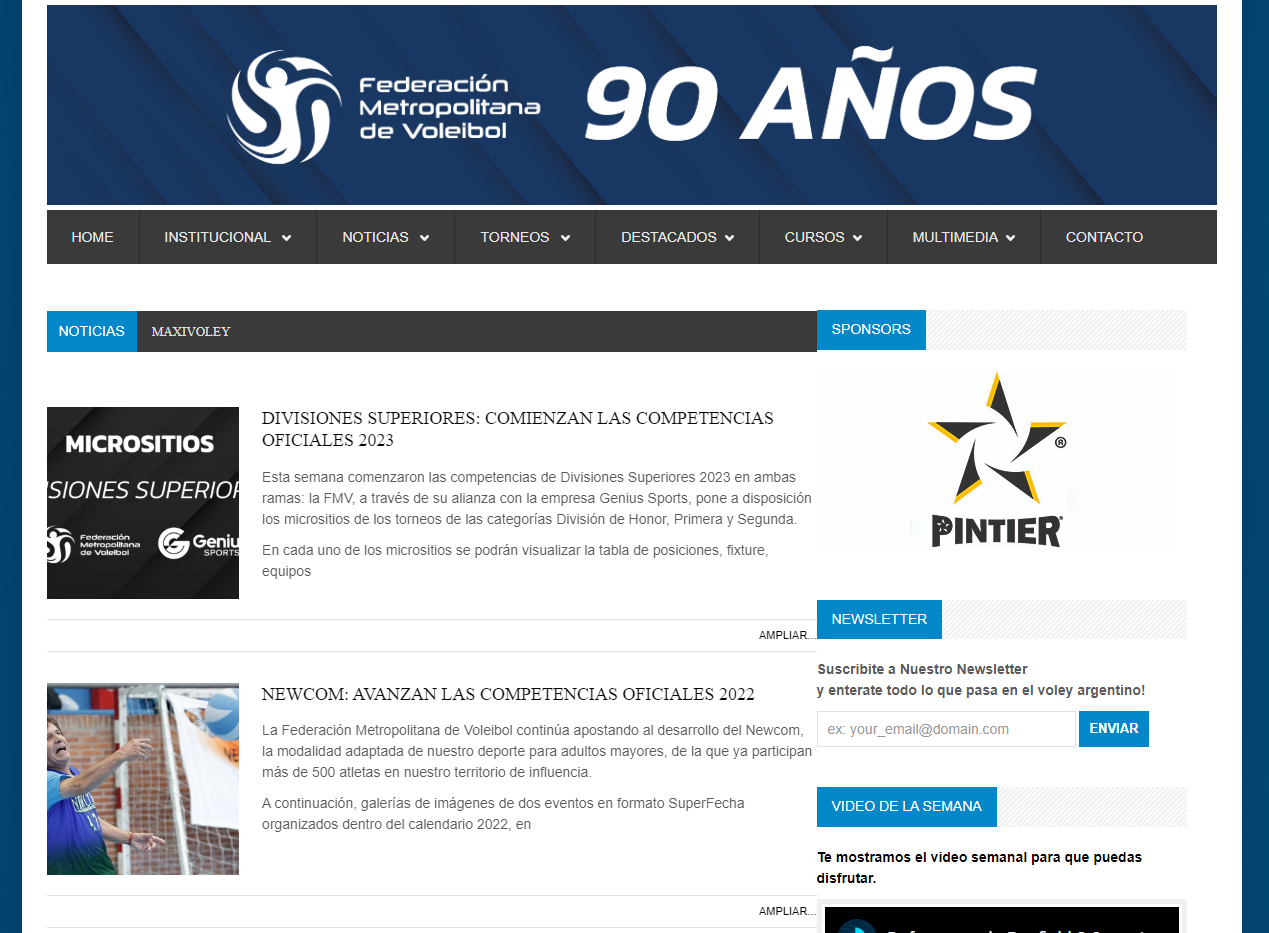 Federación
Metropolitana
de Voleibol
90 AÑOS
HOME INSTITUCIONAL NOTICIAS TORNEOS DESTACADOS CURSOS MULTIMEDIA CONTACTO
NOTICIAS MAXIVOLEY
MICROSITIOS
SIONES SUPERIOR
Federación
Metropolitana
de Voleibol
Geniu
SPORTS
DIVISIONES SUPERIORES: COMIENZAN LAS COMPETENCIAS
OFICIALES 2023
Esta semana comenzaron las competencias de Divisiones Superiores 2023 en ambas
ramas: la FMV, a través de su alianza con la empresa Genius Sports, pone a disposición
los micrositios de los torneos de las categorías División de Honor, Primera y Segunda.
En cada uno de los micrositios se podrán visualizar la tabla de posiciones, fixture,
equipos
AMPLIAR...
NEWCOM: AVANZAN LAS COMPETENCIAS OFICIALES 2022
La Federación Metropolitana de Voleibol continúa apostando al desarrollo del Newcom,
la modalidad adaptada de nuestro deporte para adultos mayores, de la que ya participan
más de 500 atletas en nuestro territorio de influencia.
A continuación, galerías de imágenes de dos eventos en formato SuperFecha
organizados dentro del calendario 2022, en
AMPLIAR...
SPONSORS
®
PINTIER
NEWSLETTER
Suscribite a Nuestro Newsletter
y enterate todo lo que pasa en el voley argentino!
ex: your_email@domain.com ENVIAR
VIDEO DE LA SEMANA
Te mostramos el video semanal para que puedas
disfrutar.